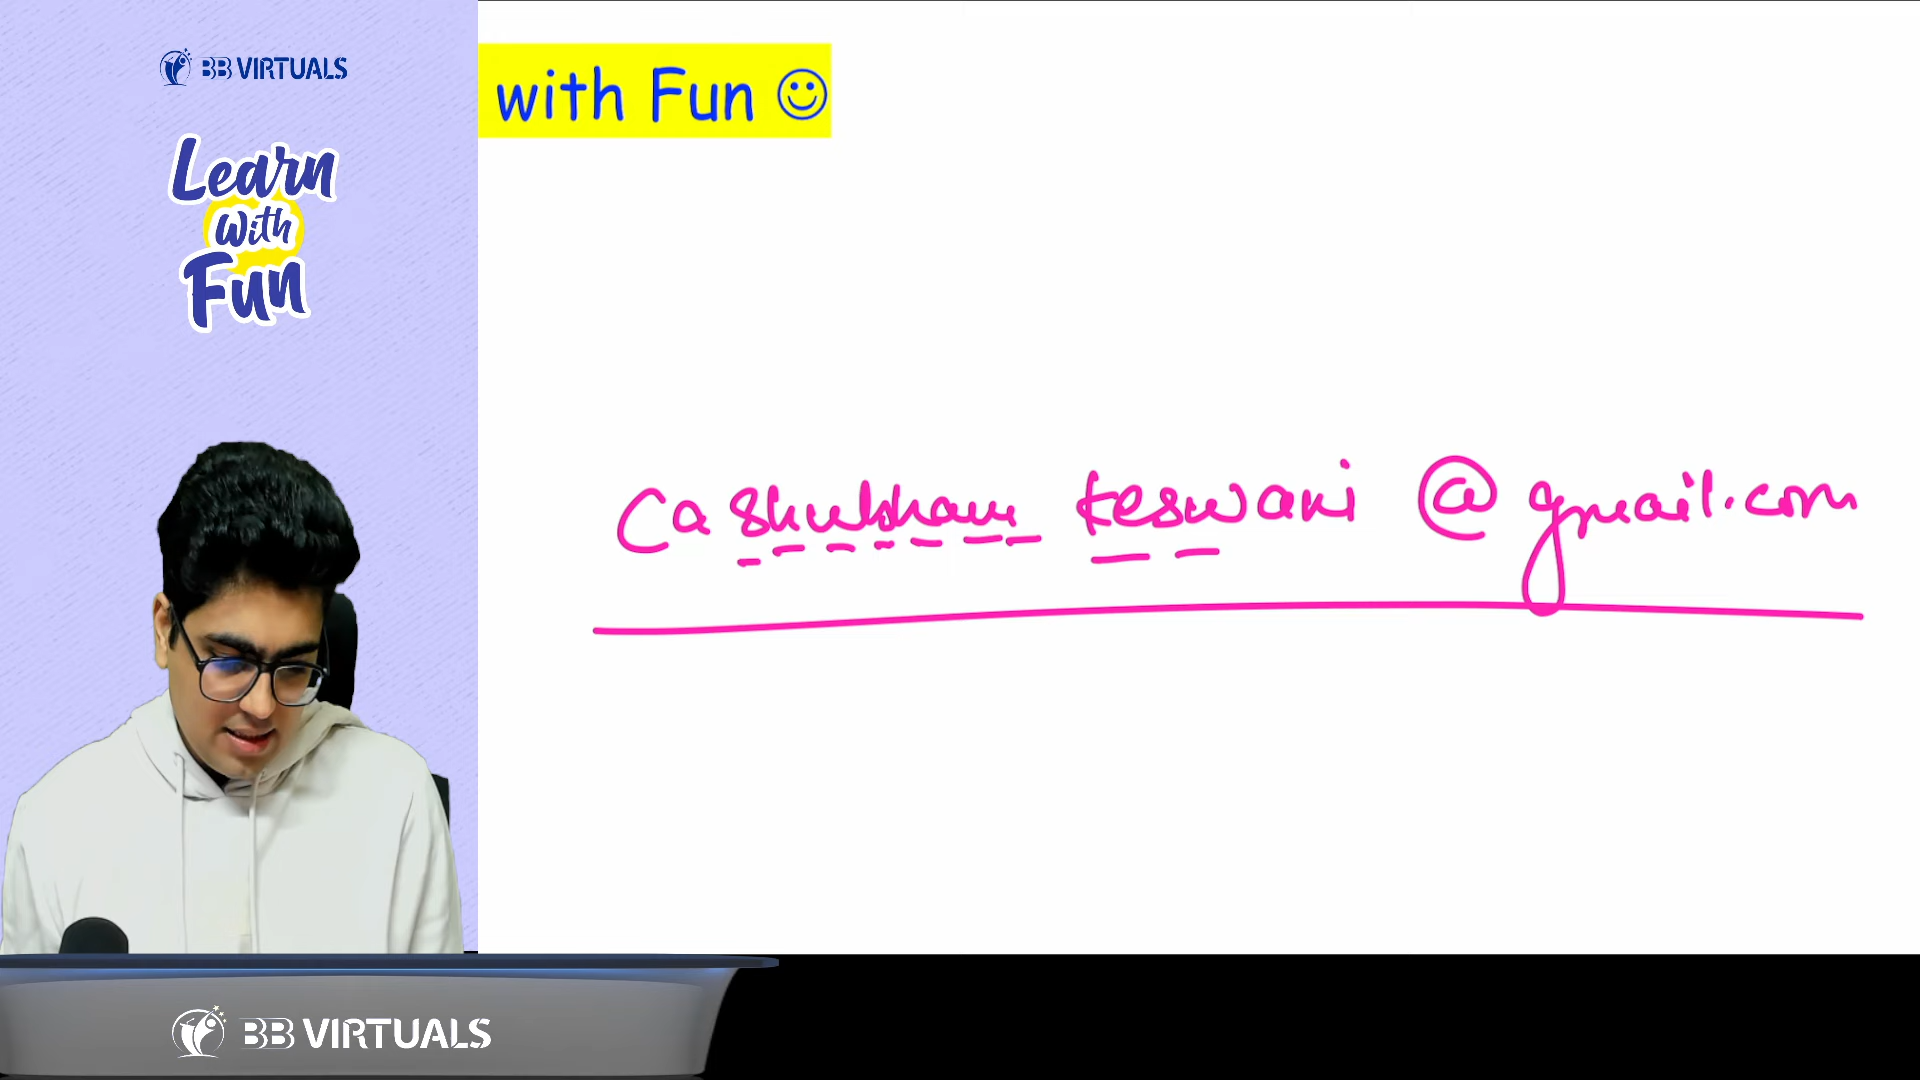 BB VIRTUALS
with Fun ☺
Learn
With
Fun
Ca Shubham Keswani @gmail.com
BB VIRTUALS